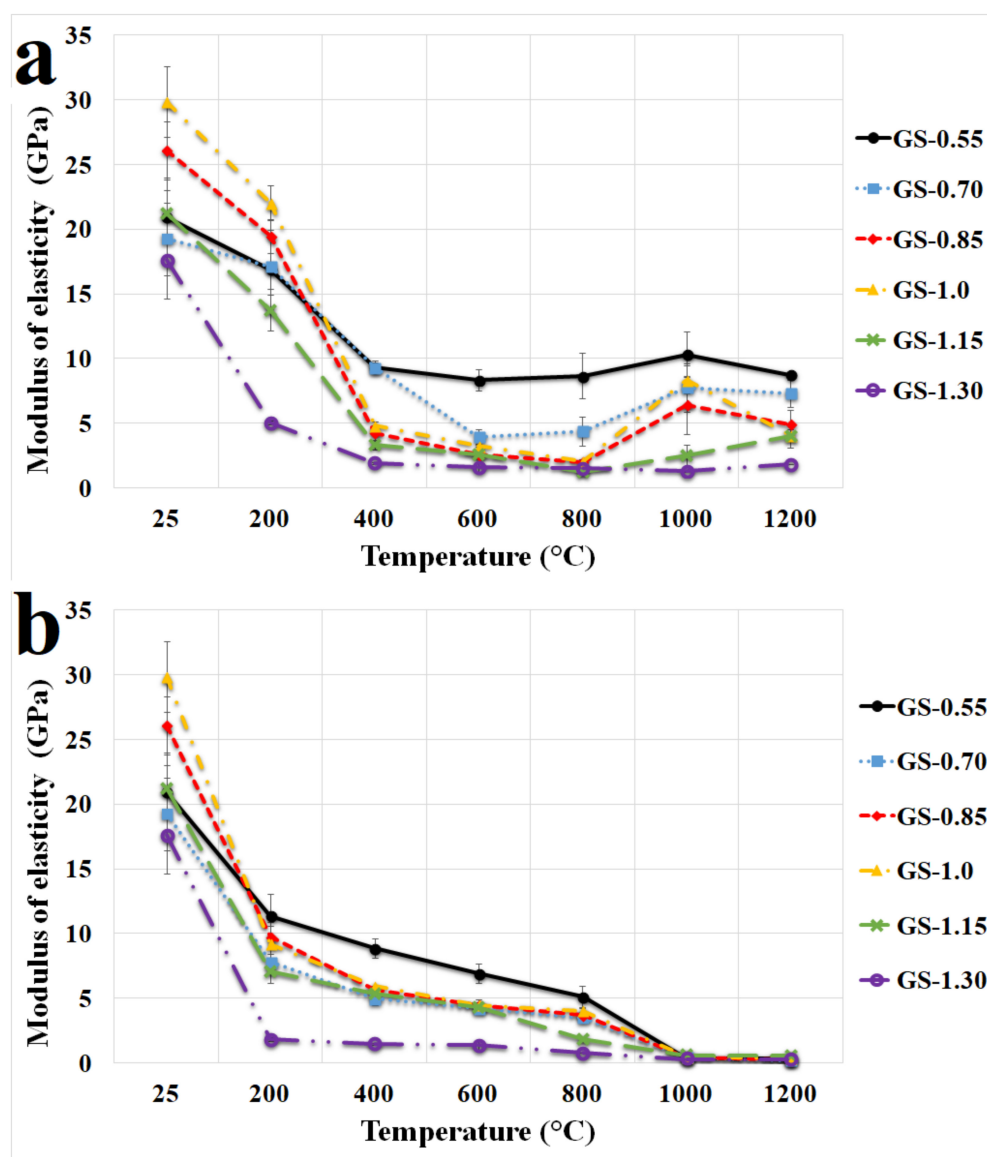 a
35
30
25
20
15
10
5
0
Modulus of elasticity (GPa)
25 200 400 600 800 1000 1200
Temperature (°C)
GS-0.55
GS-0.70
GS-0.85
GS-1.0
GS-1.15
GS-1.30
b
35
30
25
20
15
10
5
0
Modulus of elasticity (GPa)
25 200 400 600 800 1000 1200
Temperature (°C)
GS-0.55
GS-0.70
GS-0.85
GS-1.0
GS-1.15
GS-1.30